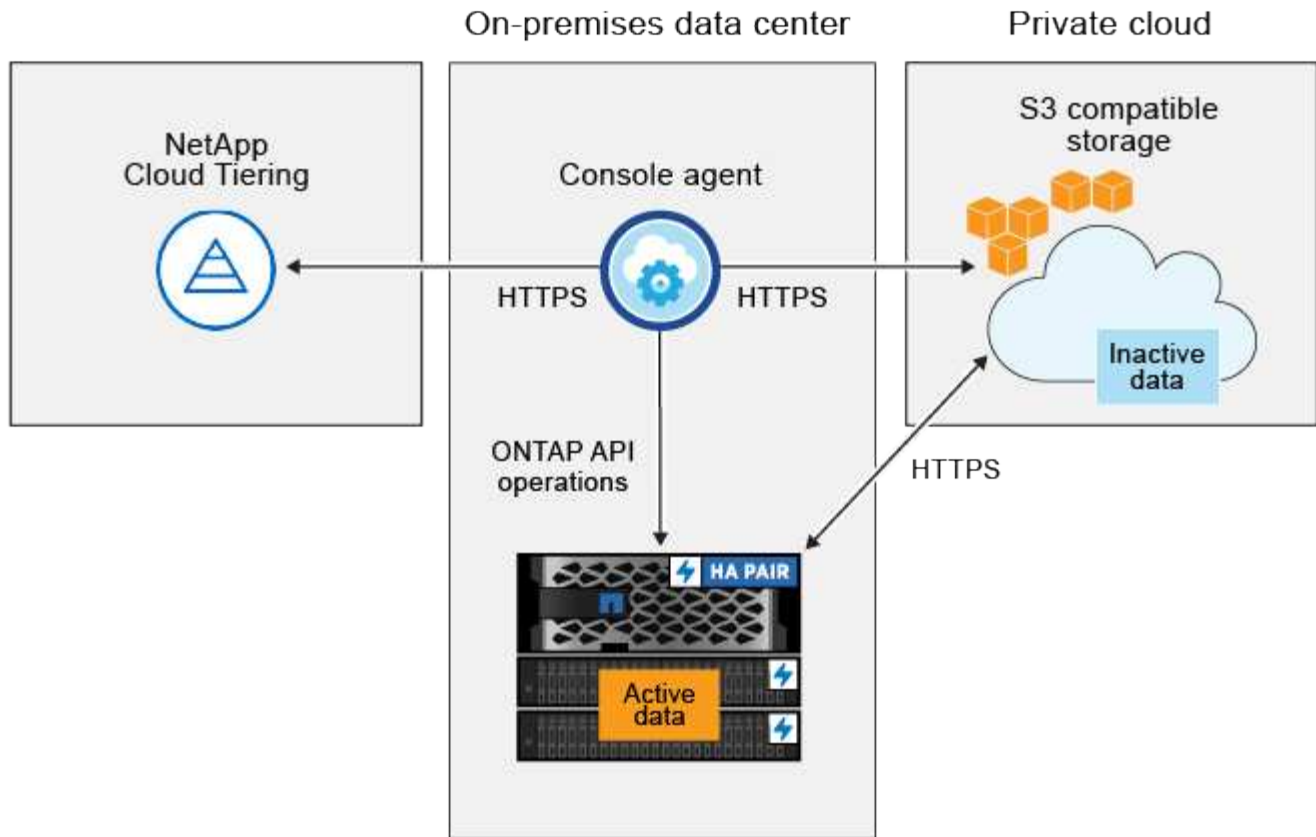 On-premises data center
Private cloud
NetApp
Cloud Tiering
Console agent
S3 compatible
storage
HTTPS
HTTPS
Inactive
data
ONTAP API
operations
HTTPS
HA PAIR
Active
data